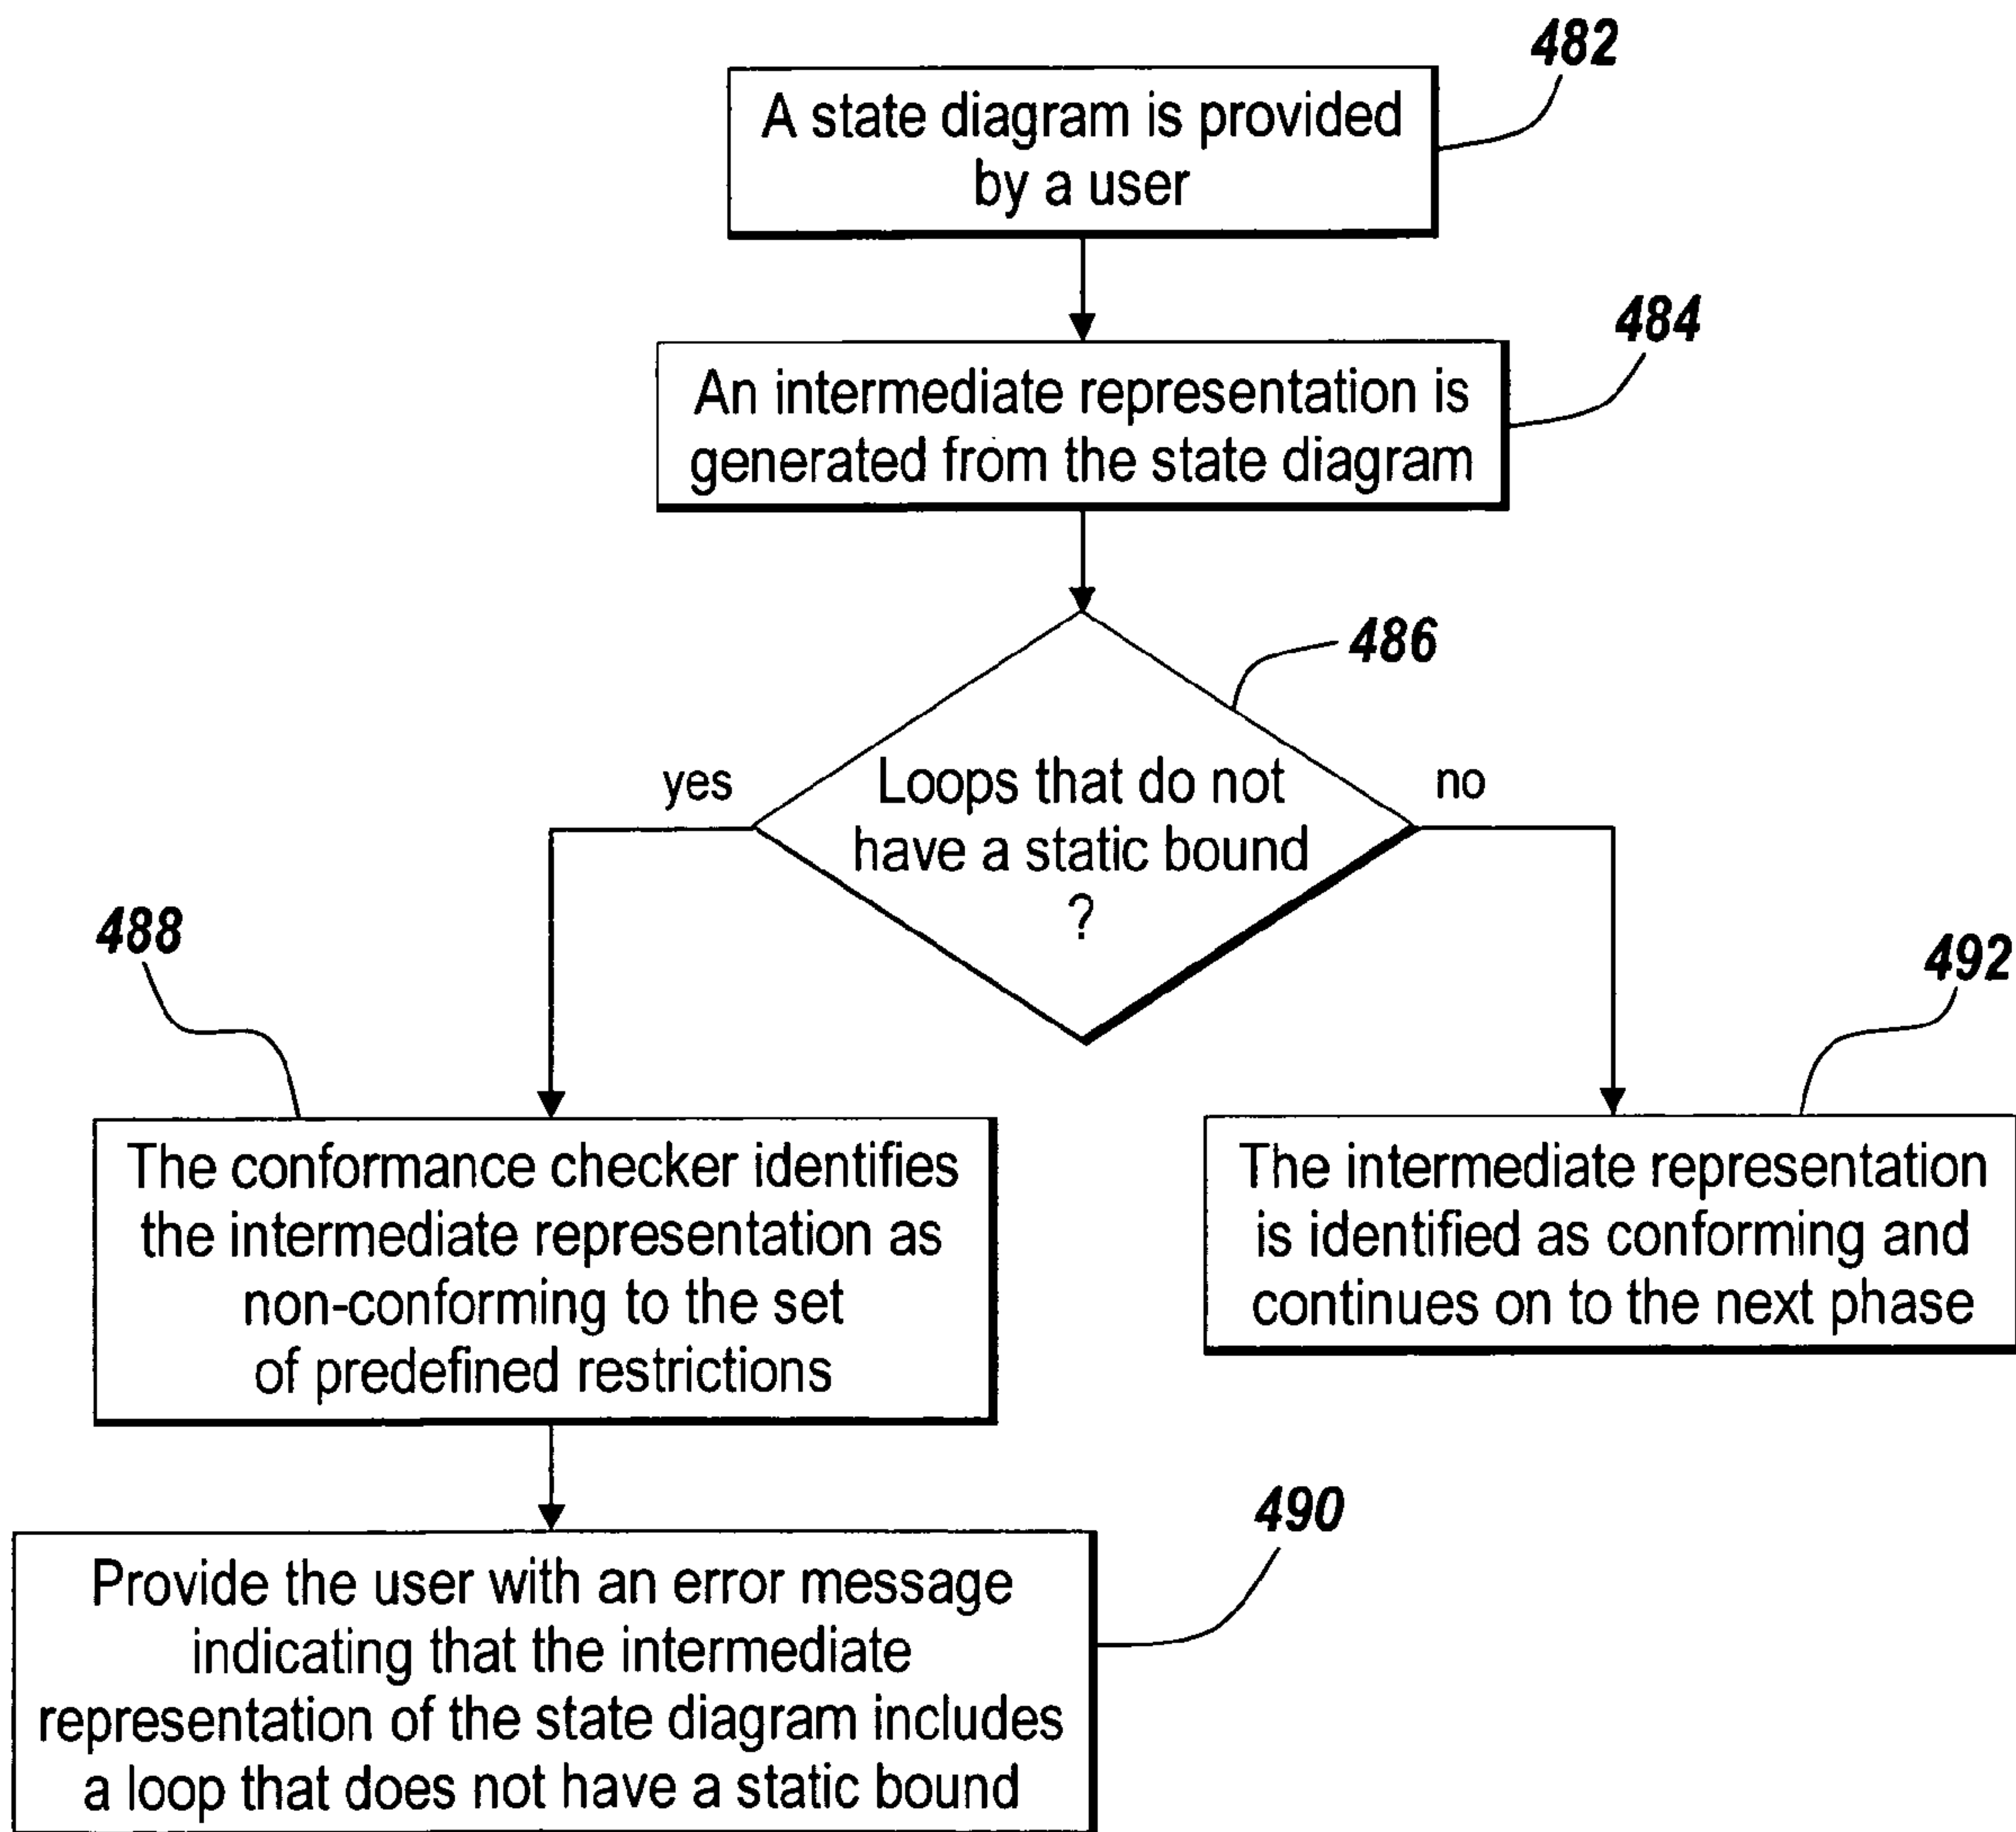 482
A state diagram is provided
by a user
484
An intermediate representation is
generated from the state diagram
486
yes
Loops that do not
have a static bound
?
no
488
The conformance checker identifies
the intermediate representation as
non-conforming to the set
of predefined restrictions
492
The intermediate representation
is identified as conforming and
continues on to the next phase
490
Provide the user with an error message
indicating that the intermediate
representation of the state diagram includes
a loop that does not have a static bound